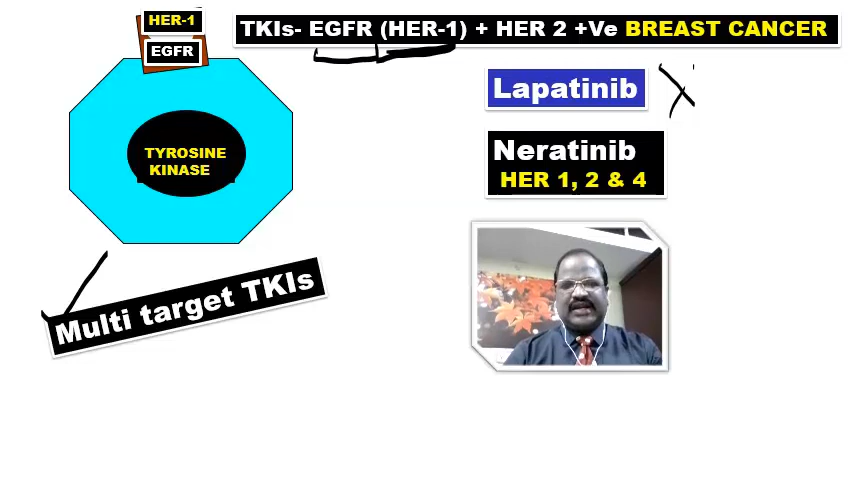 HER-1
EGFR
TKIs- EGFR (HER-1) + HER 2 +Ve BREAST CANCER
Lapatinib
Neratinib
HER 1, 2 & 4
TYROSINE
KINASE
Multi target TKIs